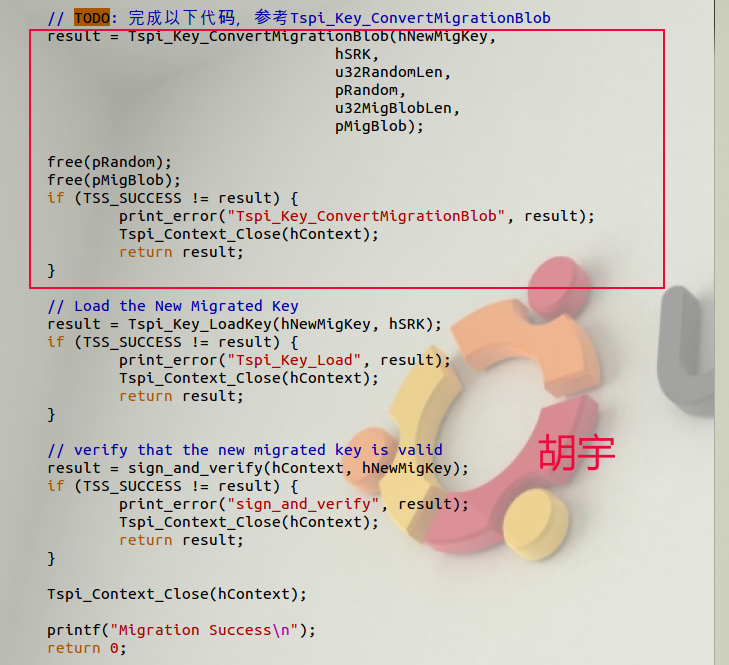 // TODO: 完成以下代码, 参考Tspi_Key_ConvertMigrationBlob
result = Tspi_Key_ConvertMigrationBlob(hNewMigKey,
                                hSRK,
                                u32RandomLen,
                                pRandom,
                                u32MigBlobLen,
                                pMigBlob);

free(pRandom);
free(pMigBlob);
if (TSS_SUCCESS != result) {
        print_error("Tspi_Key_ConvertMigrationBlob", result);
        Tspi_Context_Close(hContext);
        return result;
}

// Load the New Migrated Key
result = Tspi_Key_LoadKey(hNewMigKey, hSRK);
if (TSS_SUCCESS != result) {
        print_error("Tspi_Key_Load", result);
        Tspi_Context_Close(hContext);
        return result;
}

// verify that the new migrated key is valid
result = sign_and_verify(hContext, hNewMigKey);
胡宇
if (TSS_SUCCESS != result) {
        print_error("sign_and_verify", result);
        Tspi_Context_Close(hContext);
        return result;
}

Tspi_Context_Close(hContext);

printf("Migration Success\n");
return 0;